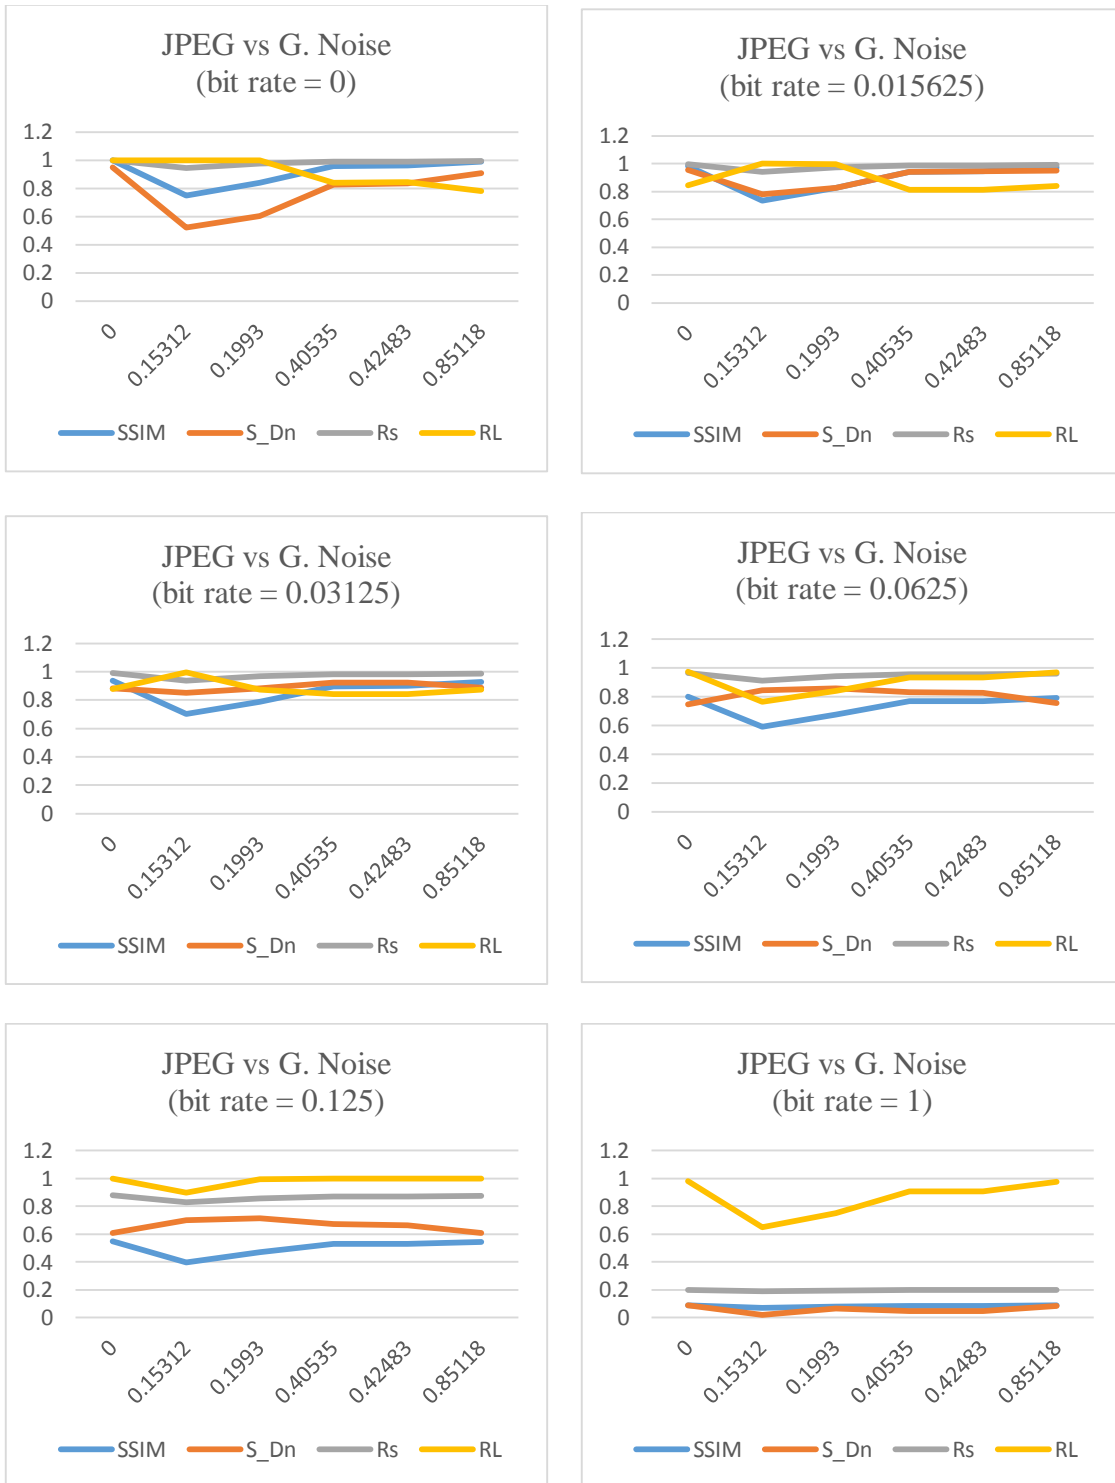 JPEG vs G. Noise
(bit rate = 0)
1.2
1
0.8
0.6
0.4
0.2
0
0 0.15312 0.1993 0.40535 0.42483 0.85118
SSIM S_Dn Rs RL
JPEG vs G. Noise
(bit rate = 0.015625)
1.2
1
0.8
0.6
0.4
0.2
0
0 0.15312 0.1993 0.40535 0.42483 0.85118
SSIM S_Dn Rs RL
JPEG vs G. Noise
(bit rate = 0.03125)
1.2
1
0.8
0.6
0.4
0.2
0
0 0.15312 0.1993 0.40535 0.42483 0.85118
SSIM S_Dn Rs RL
JPEG vs G. Noise
(bit rate = 0.0625)
1.2
1
0.8
0.6
0.4
0.2
0
0 0.15312 0.1993 0.40535 0.42483 0.85118
SSIM S_Dn Rs RL
JPEG vs G. Noise
(bit rate = 0.125)
1.2
1
0.8
0.6
0.4
0.2
0
0 0.15312 0.1993 0.40535 0.42483 0.85118
SSIM S_Dn Rs RL
JPEG vs G. Noise
(bit rate = 1)
1.2
1
0.8
0.6
0.4
0.2
0
0 0.15312 0.1993 0.40535 0.42483 0.85118
SSIM S_Dn Rs RL